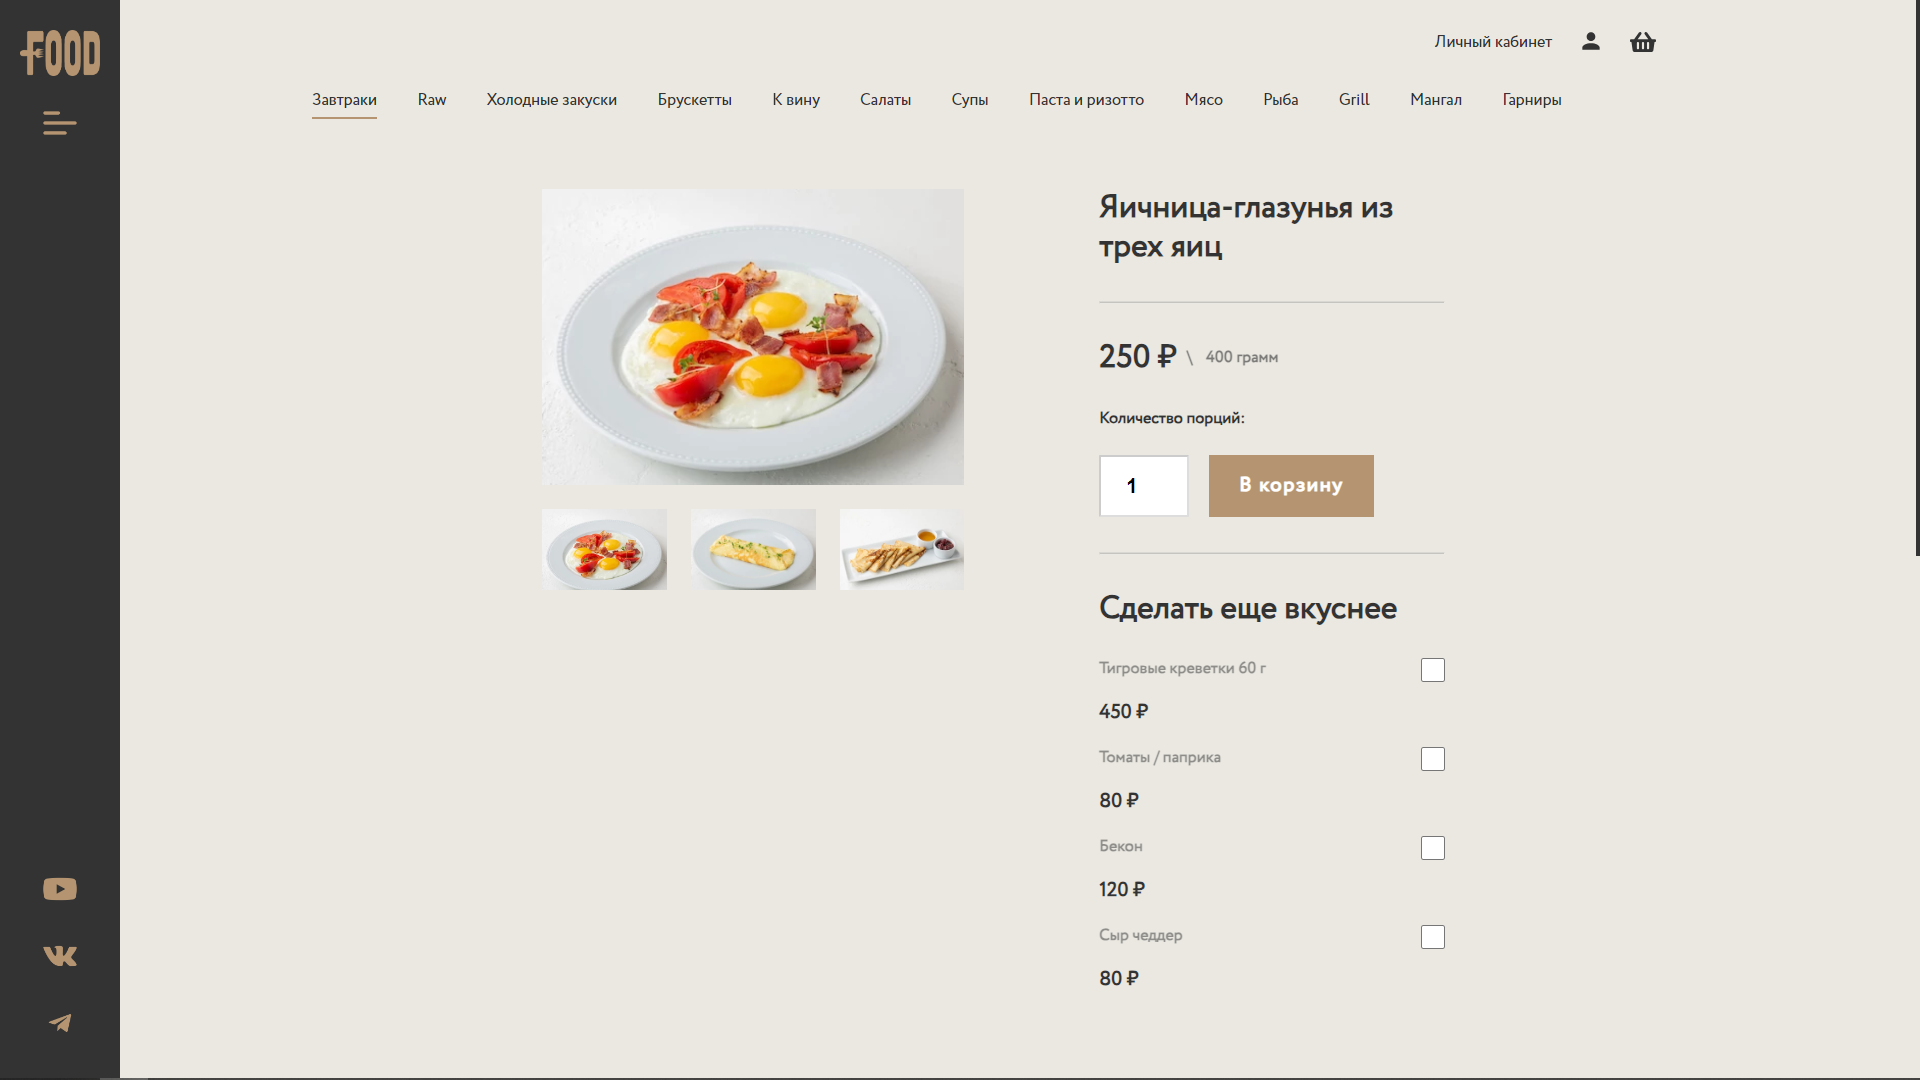 FOOD
Личный кабинет
Завтраки Raw Холодные закуски Брускетты К вину Салаты Супы Паста и ризотто Мясо Рыба Grill Мангал Гарниры
Яичница-глазунья из
трех яиц
250 ₽ \ 400 грамм
Количество порций:
1 В корзину
Сделать еще вкуснее
Тигровые креветки 60 г
450 ₽
Томаты / паприка
80 ₽
Бекон
120 ₽
Сыр чеддер
80 ₽